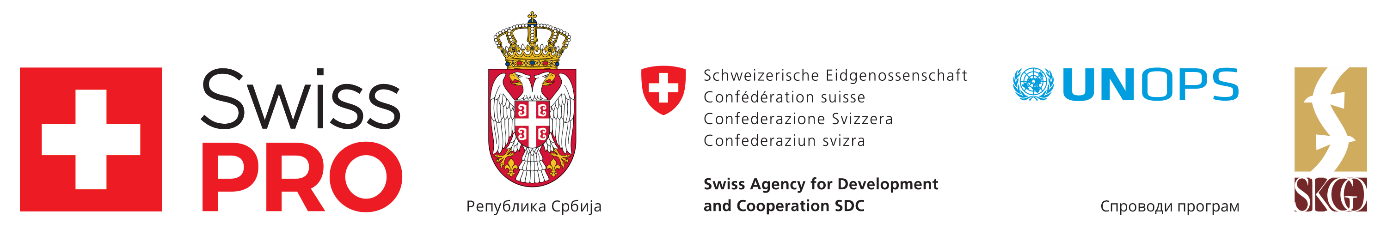 Swiss
PRO
Република Србија
Schweizerische Eidgenossenschaft
Confédération suisse
Confederazione Svizzera
Confederaziun svizra
Swiss Agency for Development
and Cooperation SDC
UNOPS
Спроводи програм
SKGO